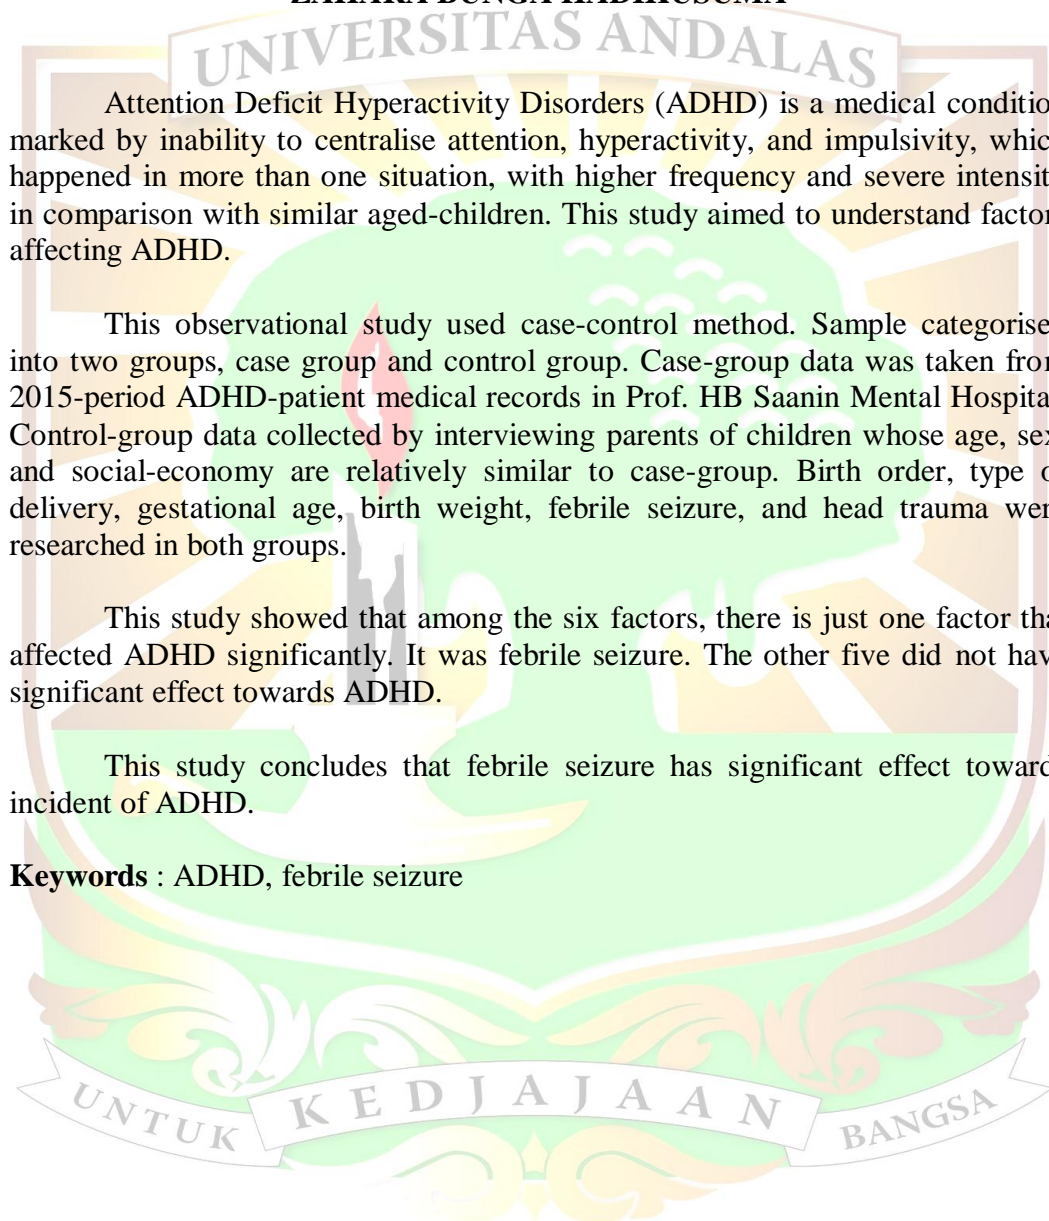 UNIVERSITAS ANDALAS
Attention Deficit Hyperactivity Disorders (ADHD) is a medical conditio
marked by inability to centralise attention, hyperactivity, and impulsivity, whic
happened in more than one situation, with higher frequency and severe intensit
in comparison with similar aged-children. This study aimed to understand factor
affecting ADHD.
This observational study used case-control method. Sample categorise
into two groups, case group and control group. Case-group data was taken fro
2015-period ADHD-patient medical records in Prof. HB Saanin Mental Hospita
Control-group data collected by interviewing parents of children whose age, sex
and social-economy are relatively similar to case-group. Birth order, type o
delivery, gestational age, birth weight, febrile seizure, and head trauma wer
researched in both groups.
This study showed that among the six factors, there is just one factor tha
affected ADHD significantly. It was febrile seizure. The other five did not hav
significant effect towards ADHD.
This study concludes that febrile seizure has significant effect toward
incident of ADHD.
Keywords : ADHD, febrile seizure
UNTUK KEDJAJAAN BANGSA